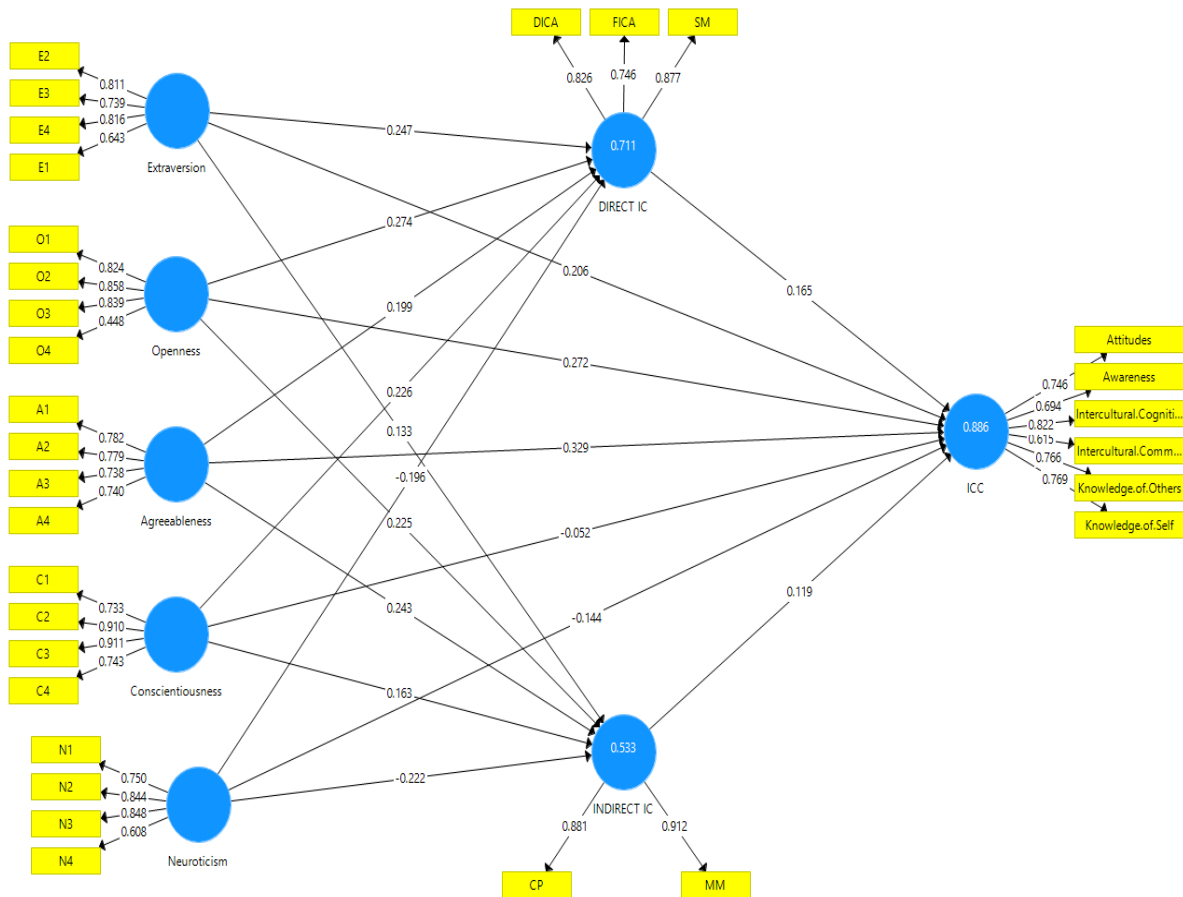 DICA
FICA
SM
0.826
0.746
0.877
0.711
DIRECT IC
E2
E3
E4
E1
0.811
0.739
0.816
0.643
Extraversion
O1
O2
O3
O4
0.824
0.858
0.839
0.448
Openness
A1
A2
A3
A4
0.782
0.779
0.738
0.740
Agreeableness
C1
C2
C3
C4
0.733
0.910
0.911
0.743
Conscientiousness
N1
N2
N3
N4
0.750
0.844
0.848
0.608
Neuroticism
0.247
0.274
0.206
0.199
0.272
0.226
0.133
0.329
-0.196
0.225
-0.052
0.243
-0.144
0.163
-0.222
0.165
0.119
0.886
ICC
0.746
0.694
0.822
0.615
0.766
0.769
Attitudes
Awareness
Intercultural.Cogniti...
Intercultural.Comm...
Knowledge.of.Others
Knowledge.of.Self
0.533
INDIRECT IC
0.881
0.912
CP
MM